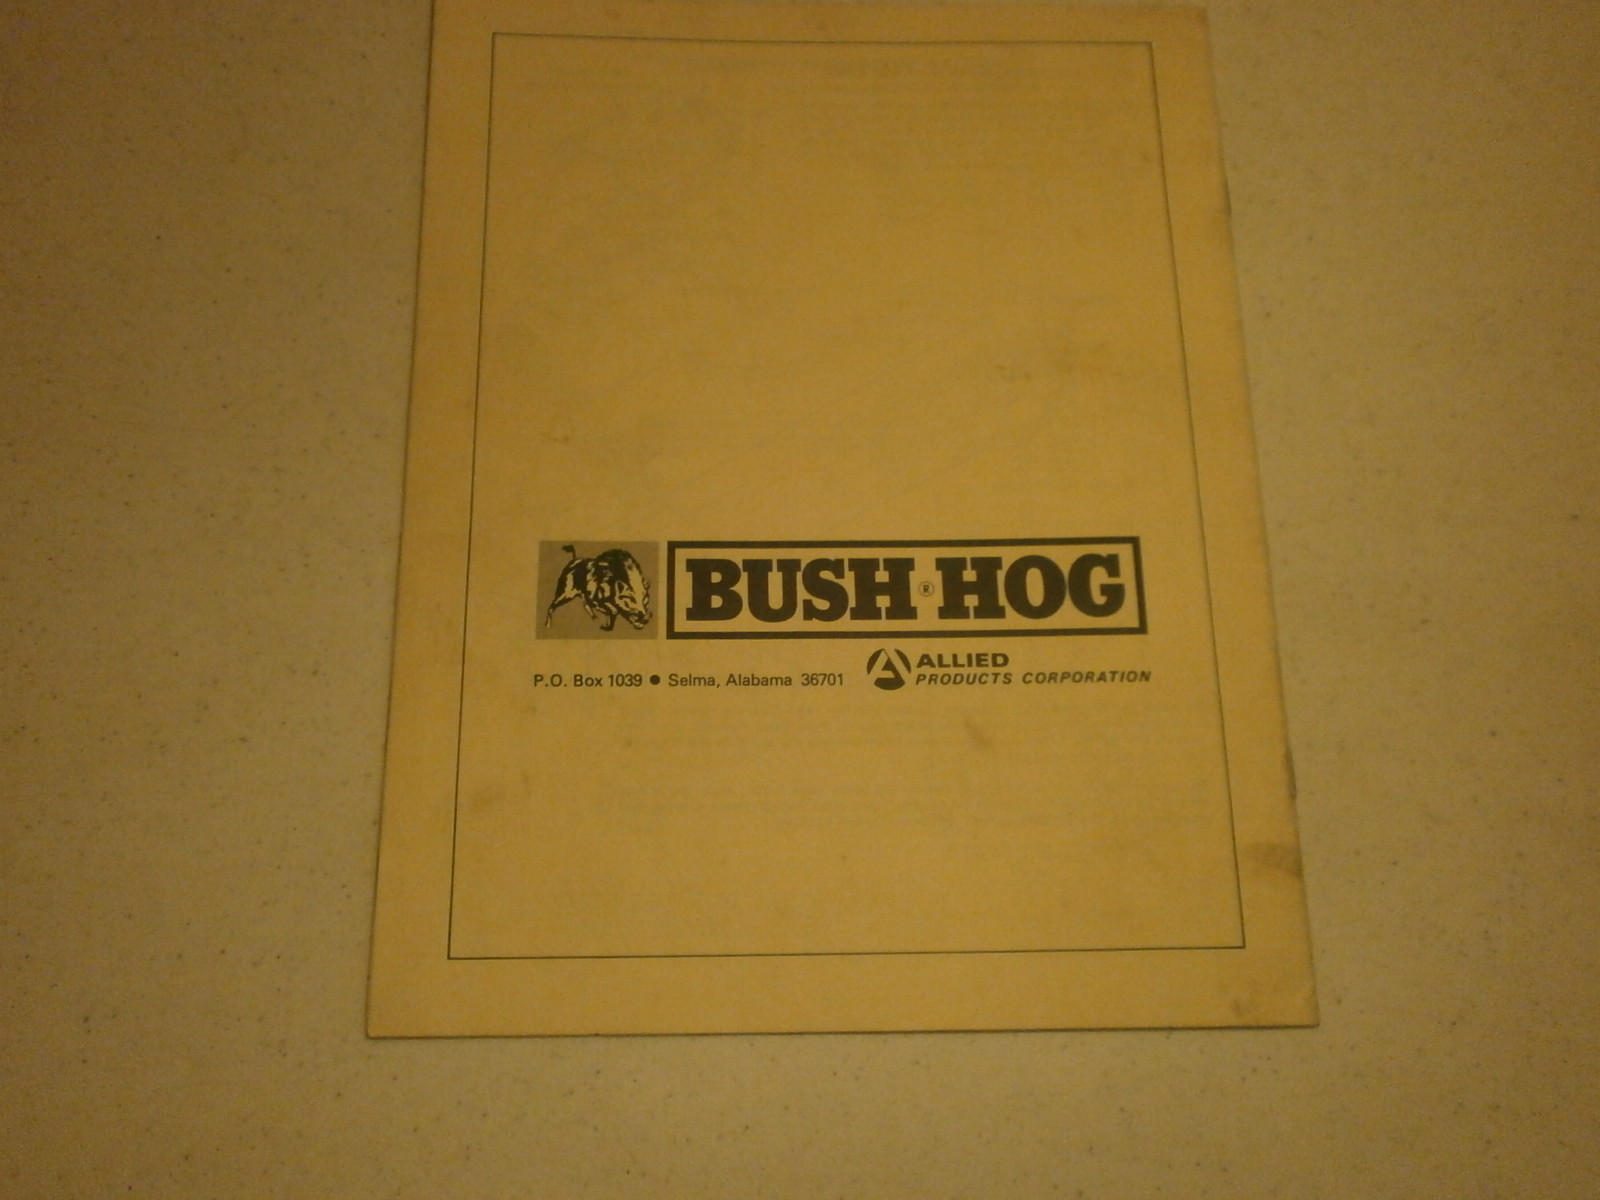 BUSH ® HOG
P.O. Box 1039 ● Selma, Alabama 36701
ALLIED
PRODUCTS CORPORATION